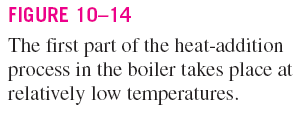 FIGURE 10–14
The first part of the heat-addition
process in the boiler takes place at
relatively low temperatures.